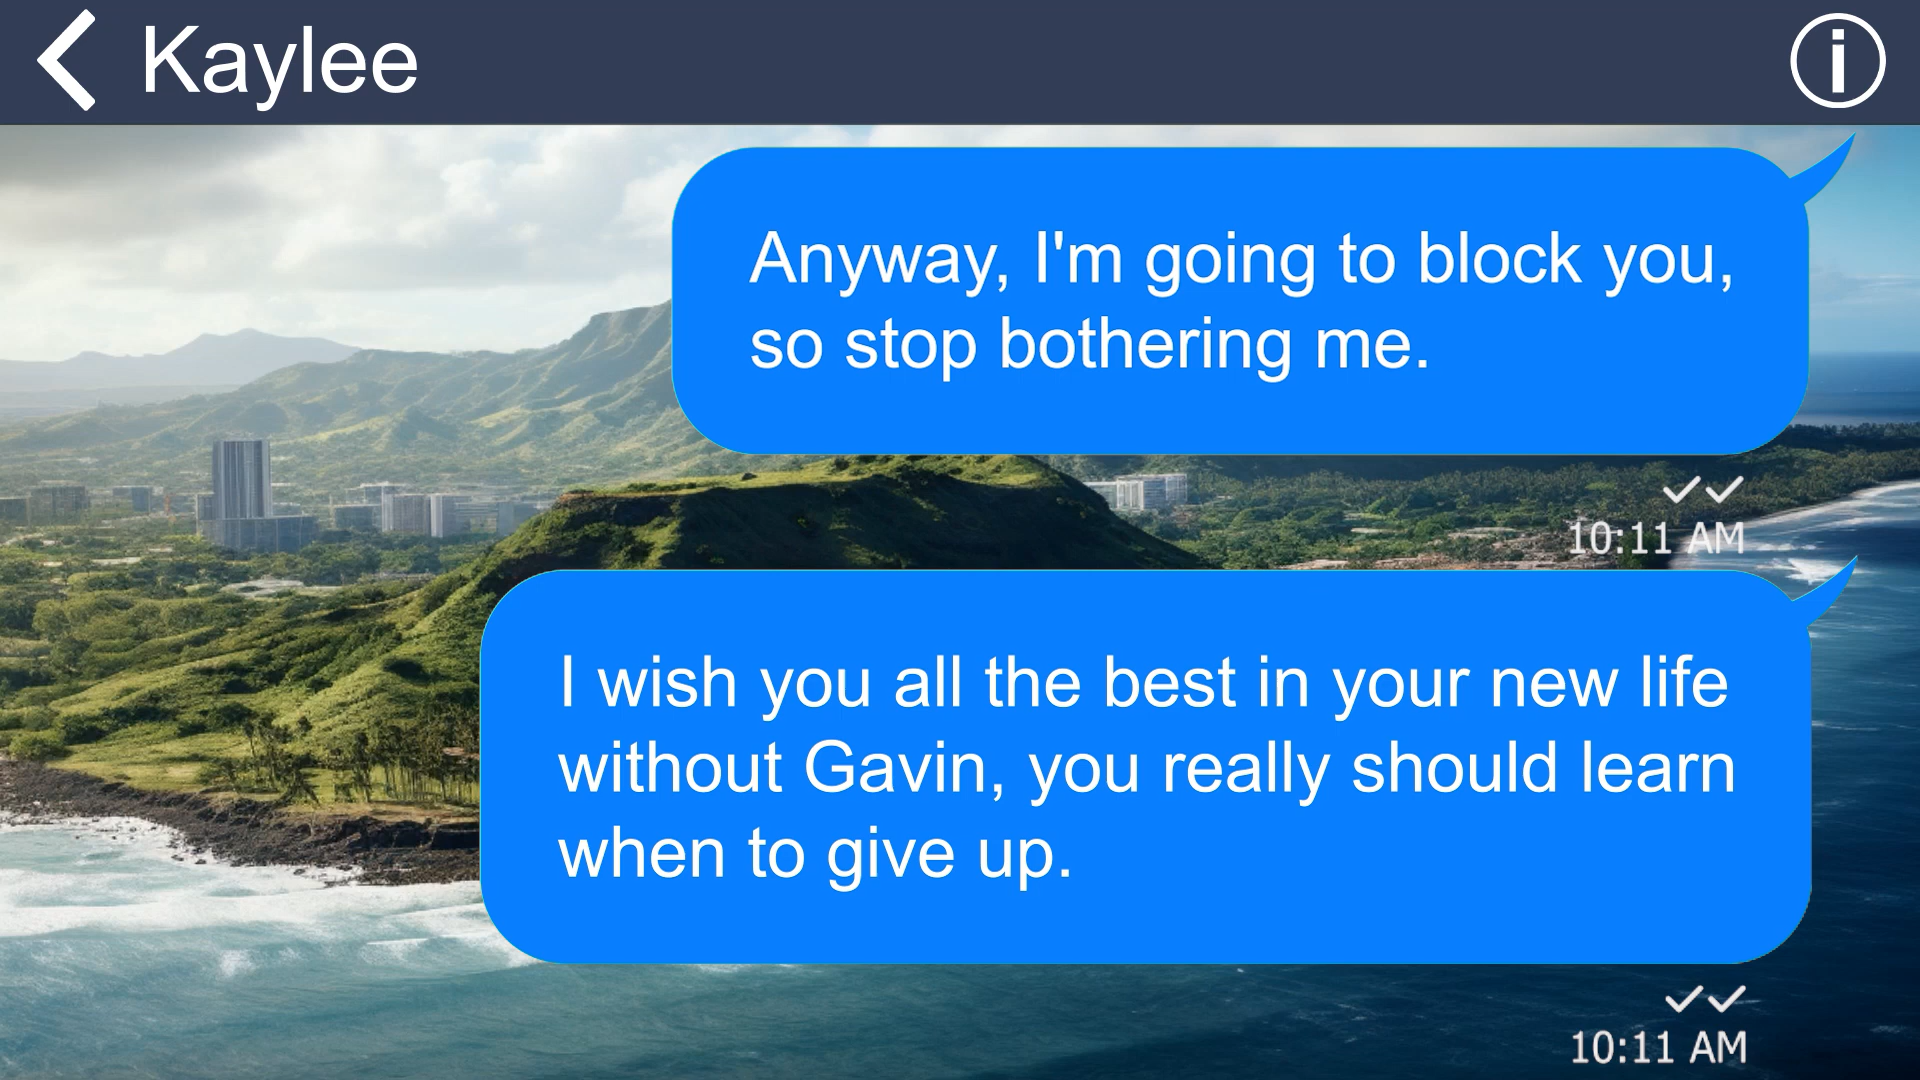 Kaylee
Anyway, I'm going to block you,
so stop bothering me.
10:11 AM
I wish you all the best in your new life
without Gavin, you really should learn
when to give up.
10:11 AM